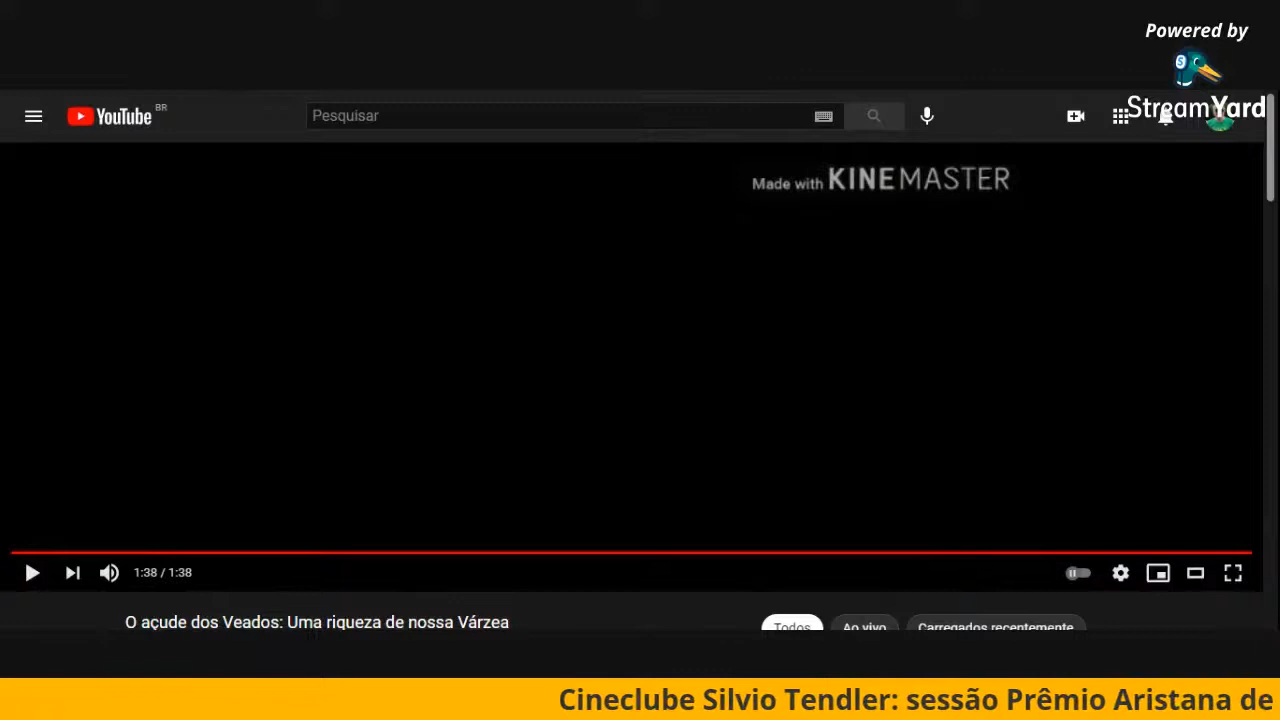 Powered by
StreamYard
YouTube BR
Pesquisar
Made with KINEMASTER
1:38 / 1:38
O açude dos Veados: Uma riqueza de nossa Várzea
Todos
Ao vivo
Carregados recentemente
Cineclube Silvio Tendler: sessão Prêmio Aristana de